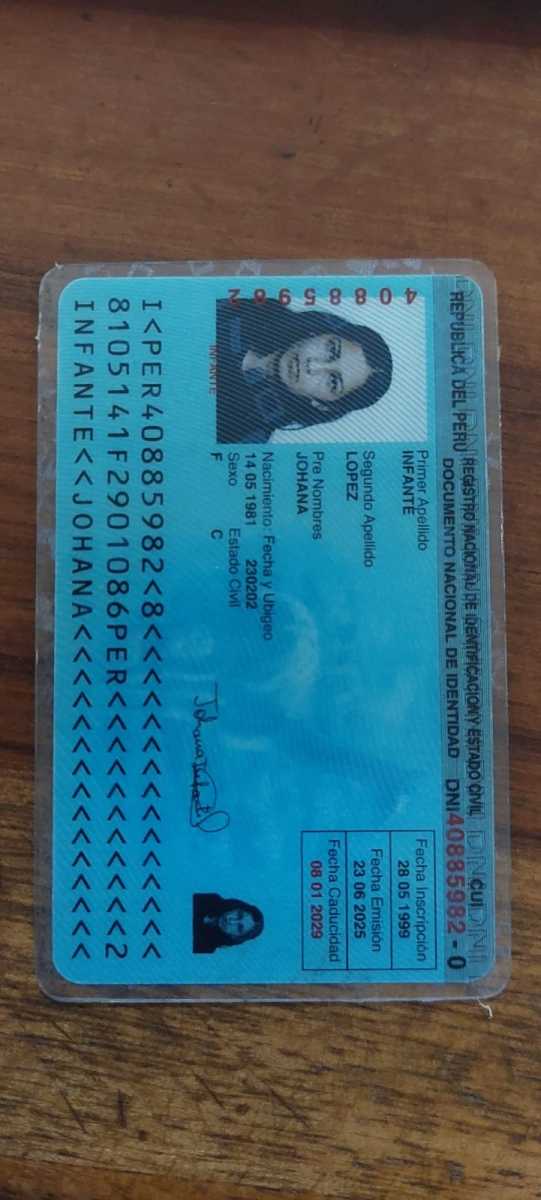 REPUBLICA DEL PERU REGISTRO NACIONAL DE IDENTIFICACION Y ESTADO CIVIL
DOCUMENTO NACIONAL DE IDENTIDAD DNI 40885982 - 0
CUI
40885982
INFANTE
Primer Apellido
INFANTE
Segundo Apellido
LOPEZ
Pre Nombres
JOHANA
Nacimiento: Fecha y Ubigeo
14 05 1981 230202
Sexo Estado Civil
F C
Fecha Inscripción
28 05 1999
Fecha Emisión
23 06 2025
Fecha Caducidad
08 01 2029
I<PER40885982<8<<<<<<<<<<<<<<<
8105141F2901086PER<<<<<<<<<<<2
INFANTE<<JOHANA<<<<<<<<<<<<<<<